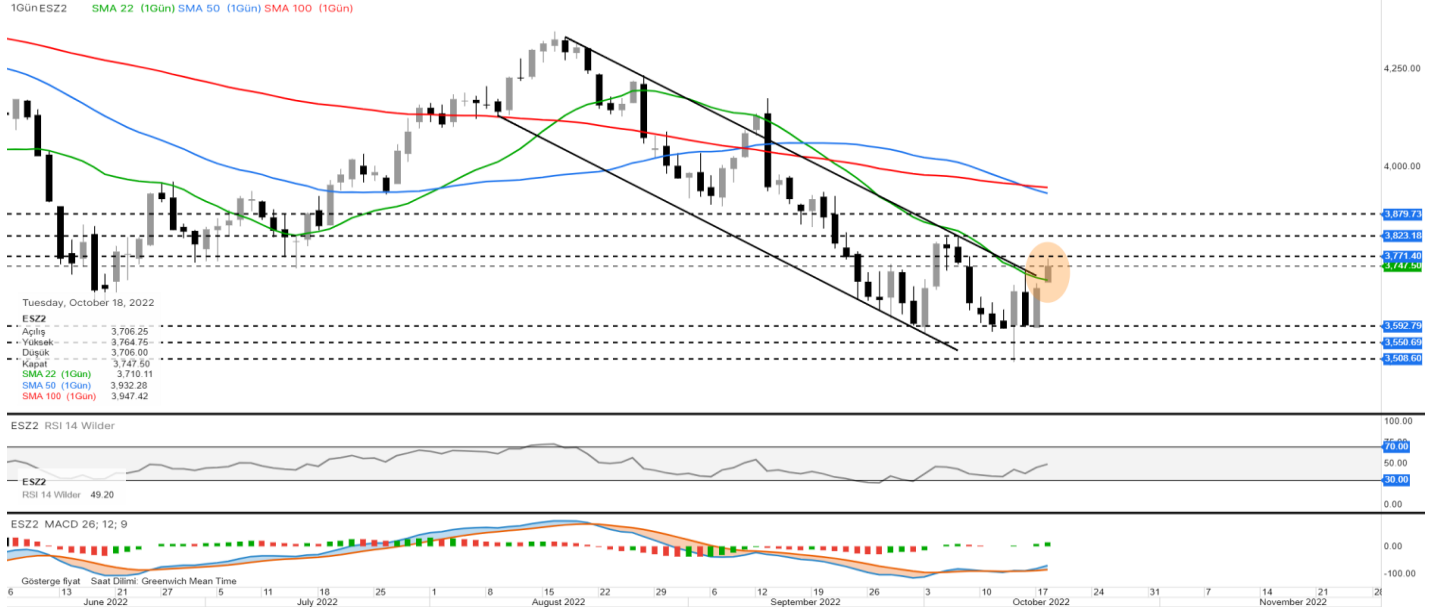 1Gün ESZ2 SMA 22 (1Gün) SMA 50 (1Gün) SMA 100 (1Gün)
4,250.00
4,000.00
3,879.73
3,823.18
3,771.40
3,747.50
Tuesday, October 18, 2022
ESZ2
Açılış 3,706.25
Yüksek 3,764.75
Düşük 3,706.00
Kapat 3,747.50
SMA 22 (1Gün) 3,710.11
SMA 50 (1Gün) 3,932.28
SMA 100 (1Gün) 3,947.42
3,592.79
3,550.69
3,508.60
ESZ2 RSI 14 Wilder
100.00
70.00
50.00
30.00
0.00
ESZ2
RSI 14 Wilder 49.20
ESZ2 MACD 26; 12; 9
0.00
-100.00
Gösterge fiyat Saat Dilimi: Greenwich Mean Time
6 13 21 27 5 11 18 25 1 8 15 22 29 6 12 19 26 3 10 17 24 31 7 14 21 28
June 2022 July 2022 August 2022 September 2022 October 2022 November 2022